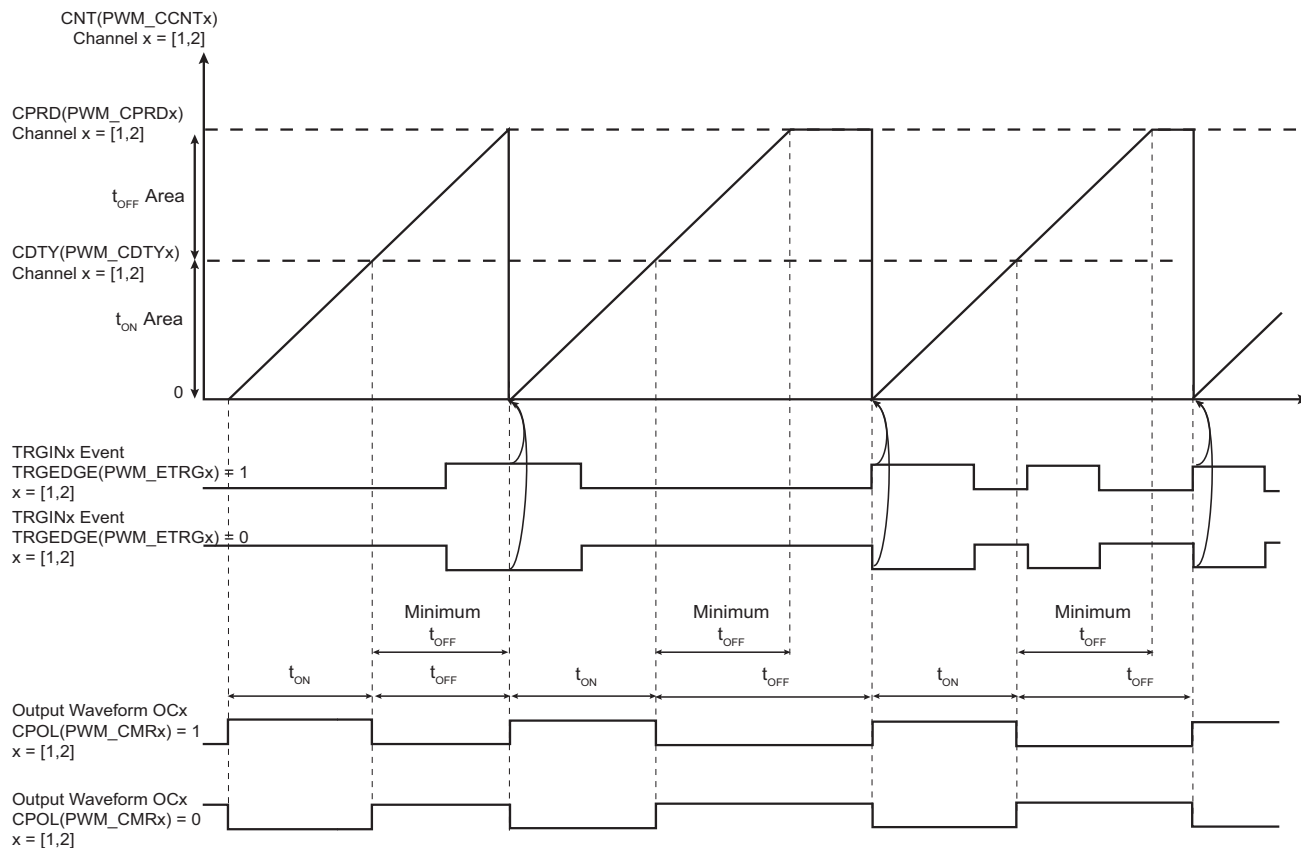 CNT(PWM_CCNTx)
Channel x = [1,2]
CPRD(PWM_CPRDx)
Channel x = [1,2]
tOFF Area
CDTY(PWM_CDTYx)
Channel x = [1,2]
tON Area
0
TRGINx Event
TRGEDGE(PWM_ETRGx) = 1
x = [1,2]
TRGINx Event
TRGEDGE(PWM_ETRGx) = 0
x = [1,2]
Minimum
tOFF
Minimum
tOFF
Minimum
tOFF
tON
tOFF
tON
tOFF
tON
tOFF
Output Waveform OCx
CPOL(PWM_CMRx) = 1
x = [1,2]
Output Waveform OCx
CPOL(PWM_CMRx) = 0
x = [1,2]